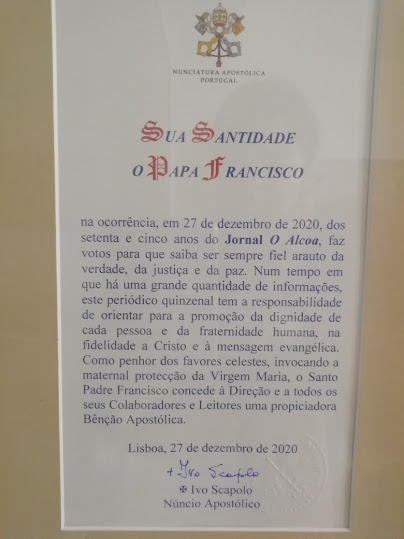 NUNCIATURA APOSTÓLICA
PORTUGAL
SUA SANTIDADE
O PAPA FRANCISCO
na ocorrência, em 27 de dezembro de 2020, dos
setenta e cinco anos do Jornal O Alcoa, faz
votos para que saiba ser sempre fiel arauto da
verdade, da justiça e da paz. Num tempo em
que há uma grande quantidade de informações,
este periódico quinzenal tem a responsabilidade
de orientar para a promoção da dignidade de
cada pessoa e da fraternidade humana, na
fidelidade a Cristo e à mensagem evangélica.
Como penhor dos favores celestes, invocando a
maternal protecção da Virgem Maria, o Santo
Padre Francisco concede à Direção e a todos os
seus Colaboradores e Leitores uma propiciadora
Bênção Apostólica.
Lisboa, 27 de dezembro de 2020
+ Ivo Scapolo
✠ Ivo Scapolo
Núncio Apostólico